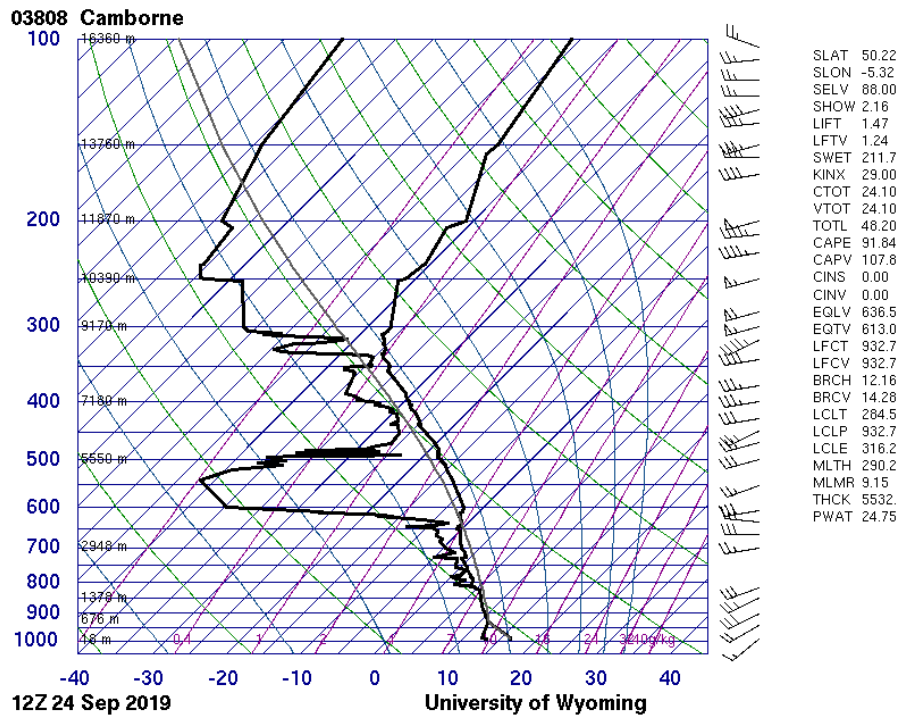 03808 Camborne
100
16360 m
13760 m
200
11870 m
10390 m
300
9170 m
400
7180 m
500
5550 m
600
700
2948 m
800
1378 m
900
676 m
1000
16 m
0.4
1
2
4
7
10
16
24
32
40g/kg
-40
-30
-20
-10
0
10
20
30
40
12Z 24 Sep 2019
University of Wyoming
SLAT 50.22
SLON -5.32
SELV 88.00
SHOW 2.16
LIFT 1.47
LFTV 1.24
SWET 211.7
KINX 29.00
CTOT 24.10
VTOT 24.10
TOTL 48.20
CAPE 91.84
CAPV 107.8
CINS 0.00
CINV 0.00
EQLV 636.5
EQTV 613.0
LFCT 932.7
LFCV 932.7
BRCH 12.16
BRCV 14.28
LCLT 284.5
LCLP 932.7
LCLE 316.2
MLTH 290.2
MLMR 9.15
THCK 5532.
PWAT 24.75